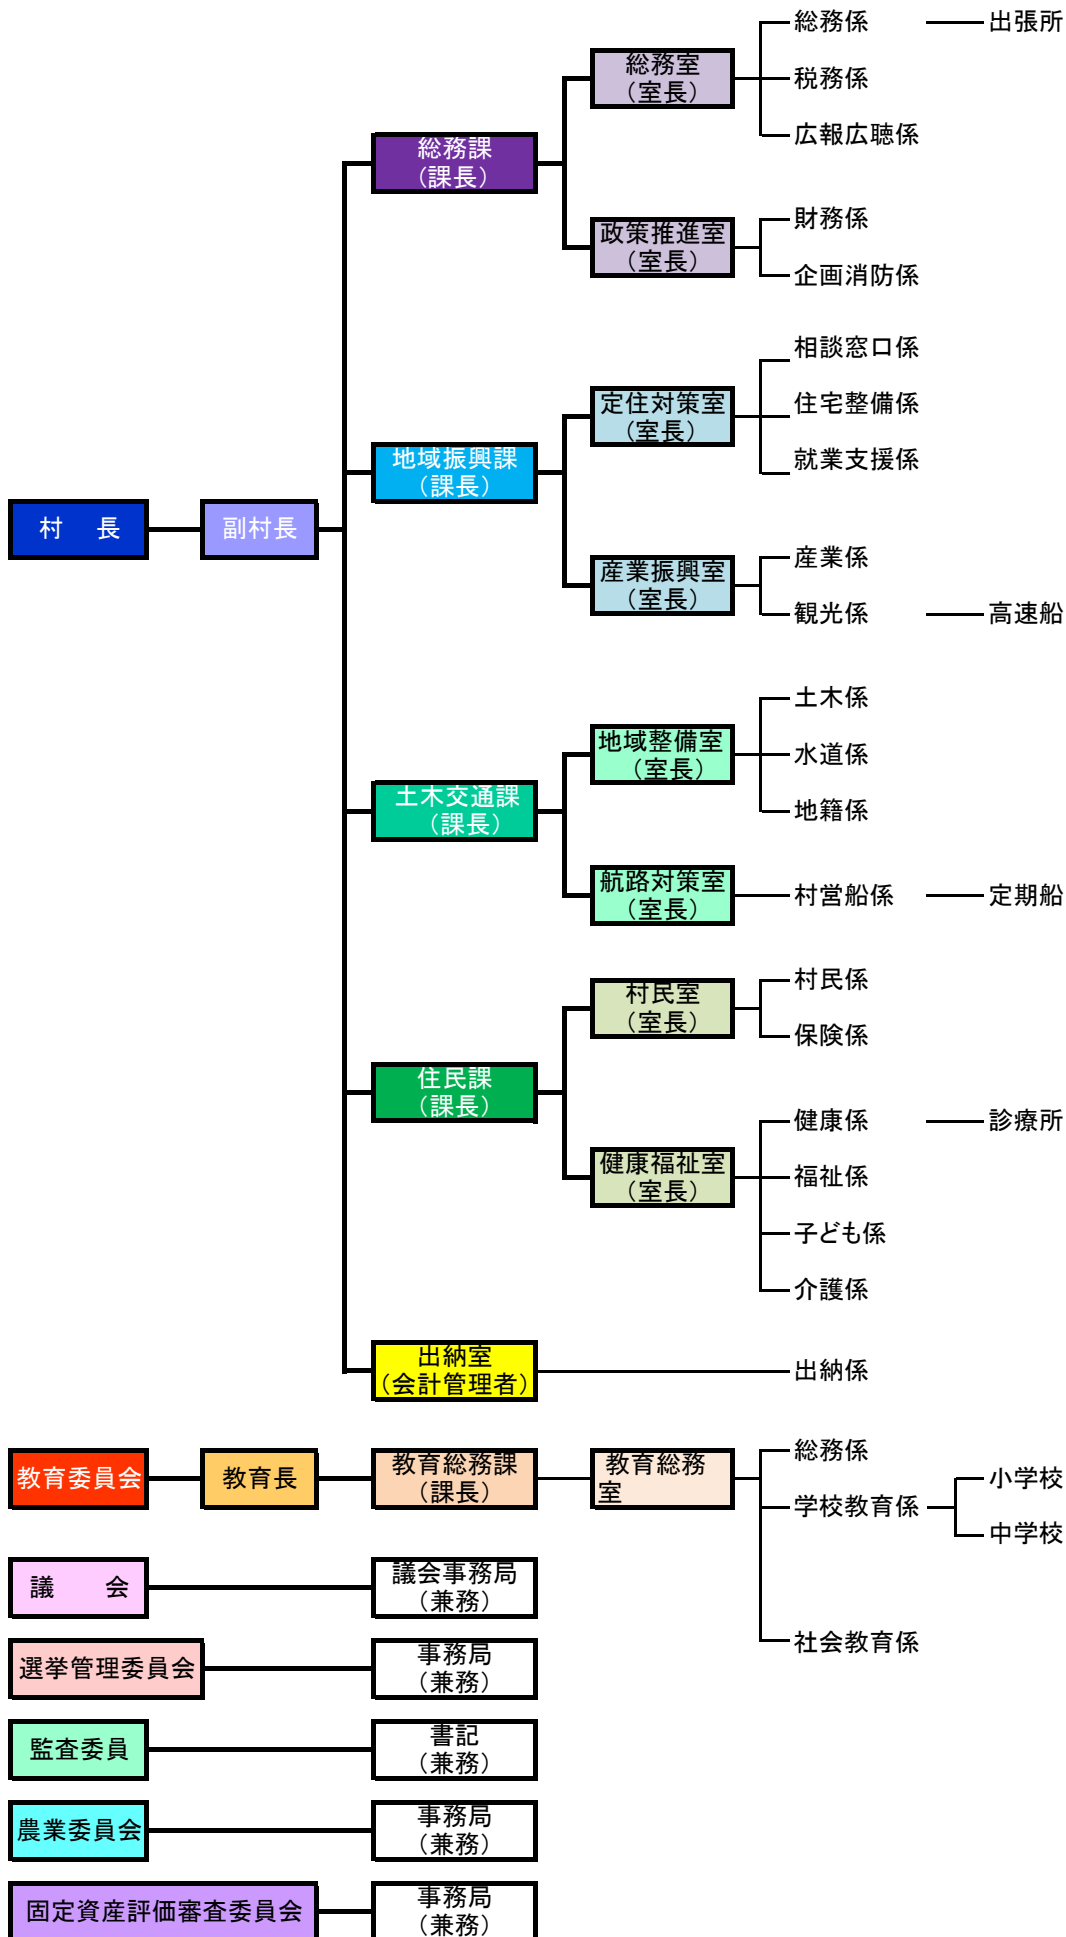 総務係
出張所
総務室
（室長）
税務係
広報広聴係
総務課
（課長）
財務係
政策推進室
（室長）
企画消防係
相談窓口係
定住対策室
（室長）
住宅整備係
就業支援係
地域振興課
（課長）
村　長
副村長
産業係
産業振興室
（室長）
観光係
高速船
土木係
地域整備室
（室長）
水道係
地籍係
土木交通課
（課長）
航路対策室
（室長）
村営船係
定期船
村民係
村民室
（室長）
保険係
住民課
（課長）
健康係
診療所
健康福祉室
（室長）
福祉係
子ども係
介護係
出納室
（会計管理者）
出納係
教育委員会
教育長
教育総務課
（課長）
教育総務
室
総務係
学校教育係
小学校
中学校
社会教育係
議　　会
議会事務局
（兼務）
選挙管理委員会
事務局
（兼務）
監査委員
書記
（兼務）
農業委員会
事務局
（兼務）
固定資産評価審査委員会
事務局
（兼務）